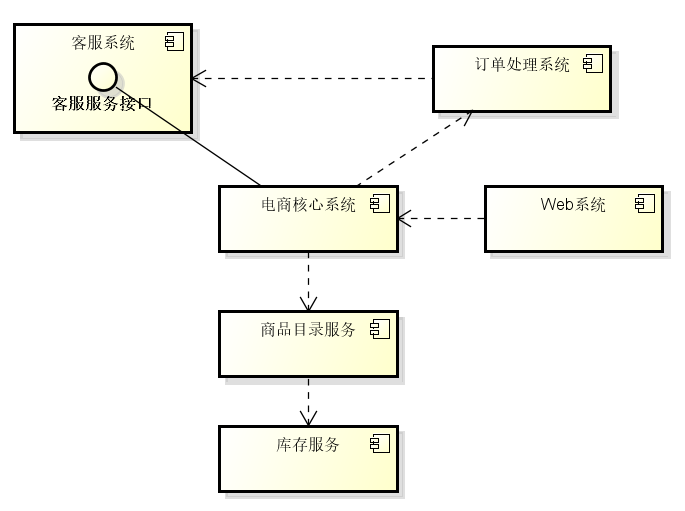 客服系统
客服服务接口
订单处理系统
电商核心系统
Web系统
商品目录服务
库存服务